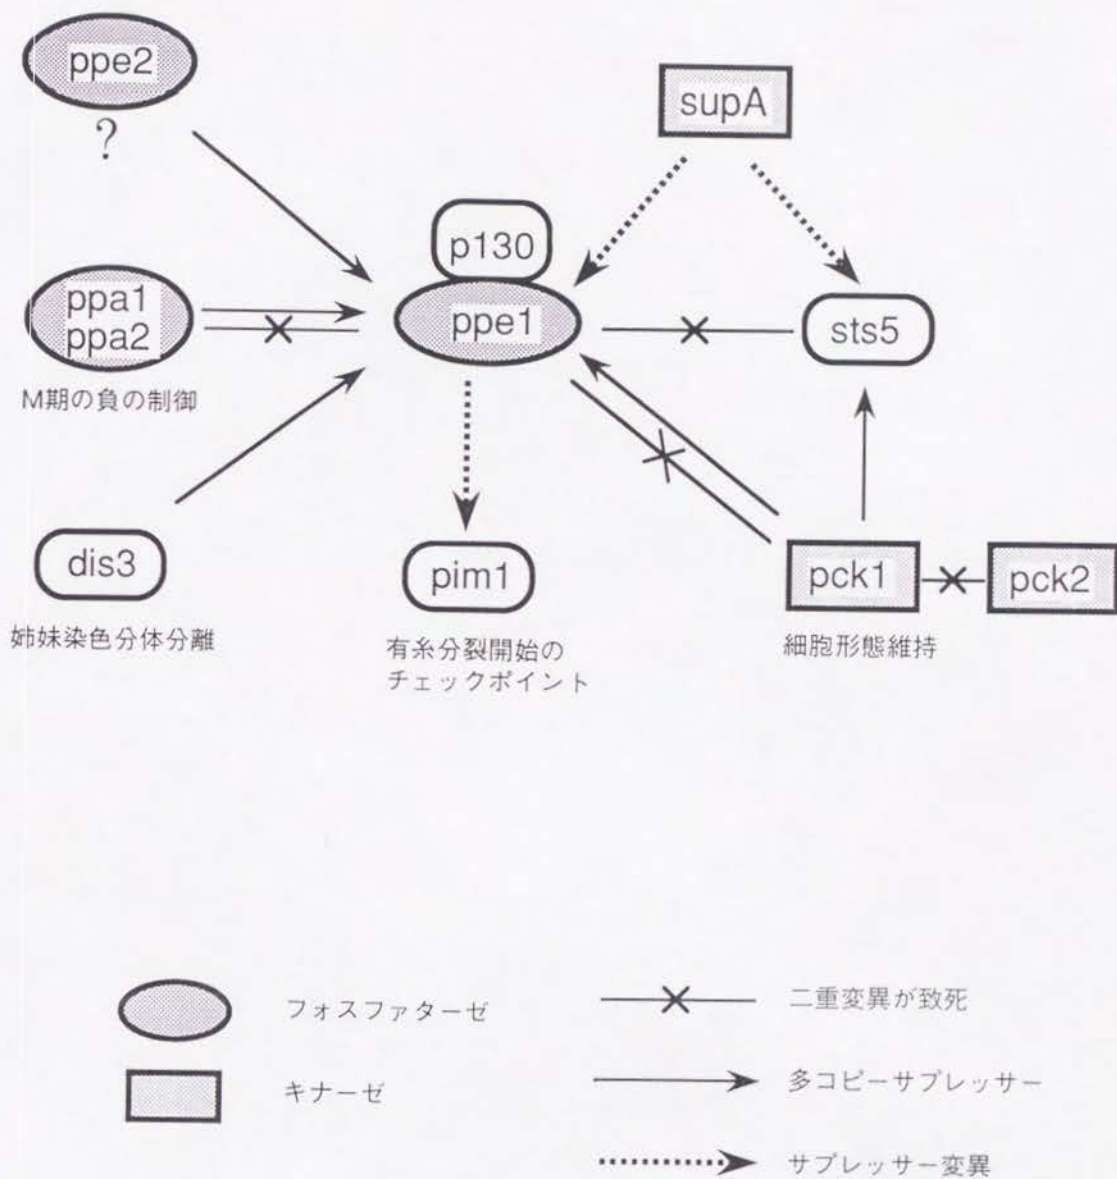 ppe2
?
supA
p130
ppe1
ppa1
ppa2
M期の負の制御
sts5
dis3
姉妹染色分体分離
pim1
有糸分裂開始の
チェックポイント
pck1
pck2
細胞形態維持
フォスファターゼ
二重変異が致死
キナーゼ
多コピーサプレッサー
サプレッサー変異